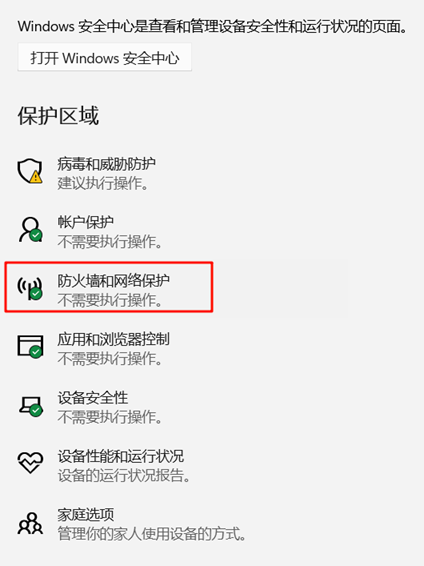 Windows 安全中心是查看和管理设备安全性和运行状况的页面。
打开 Windows 安全中心
保护区域
病毒和威胁防护
建议执行操作。
帐户保护
不需要执行操作。
防火墙和网络保护
不需要执行操作。
应用和浏览器控制
不需要执行操作。
设备安全性
不需要执行操作。
设备性能和运行状况
设备的运行状况报告。
家庭选项
管理你的家人使用设备的方式。